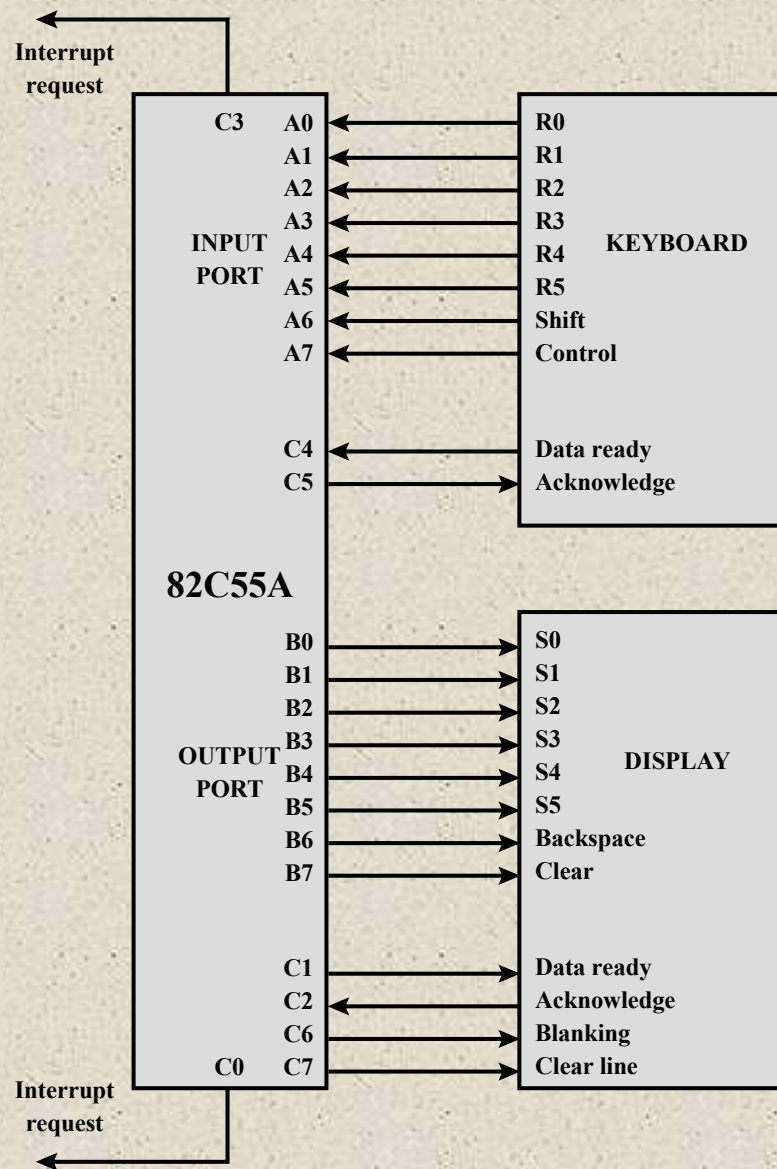 Interrupt
request
C3
A0
R0
A1
R1
A2
R2
A3
R3
INPUT
PORT
A4
R4
KEYBOARD
A5
R5
A6
Shift
A7
Control
C4
Data ready
C5
Acknowledge
82C55A
B0
S0
B1
S1
B2
S2
B3
S3
OUTPUT
PORT
B4
S4
DISPLAY
B5
S5
B6
Backspace
B7
Clear
C1
Data ready
C2
Acknowledge
C6
Blanking
C0
C7
Clear line
Interrupt
request